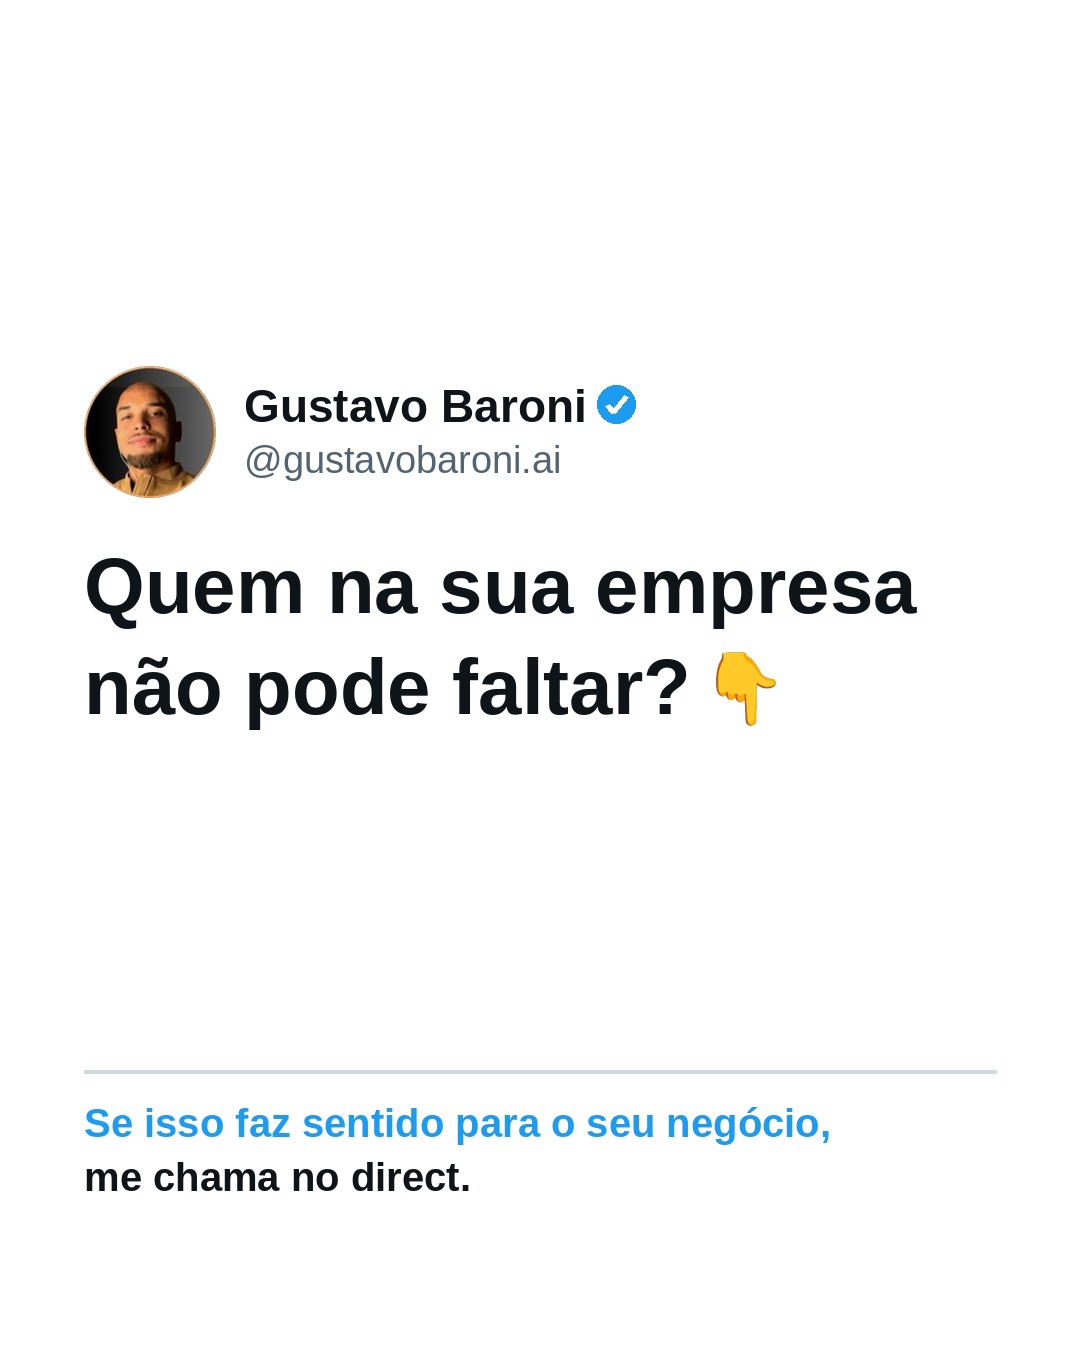 Gustavo Baroni
@gustavobaroni.ai
Quem na sua empresa
não pode faltar? 👇
Se isso faz sentido para o seu negócio,
me chama no direct.